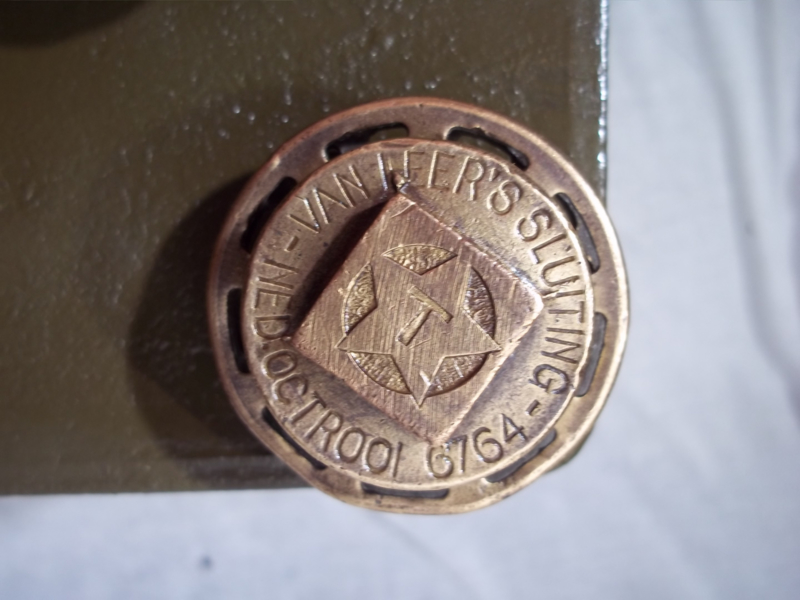 VAN LEER'S SLUITING - NED. OCTROOI 6764 -
T